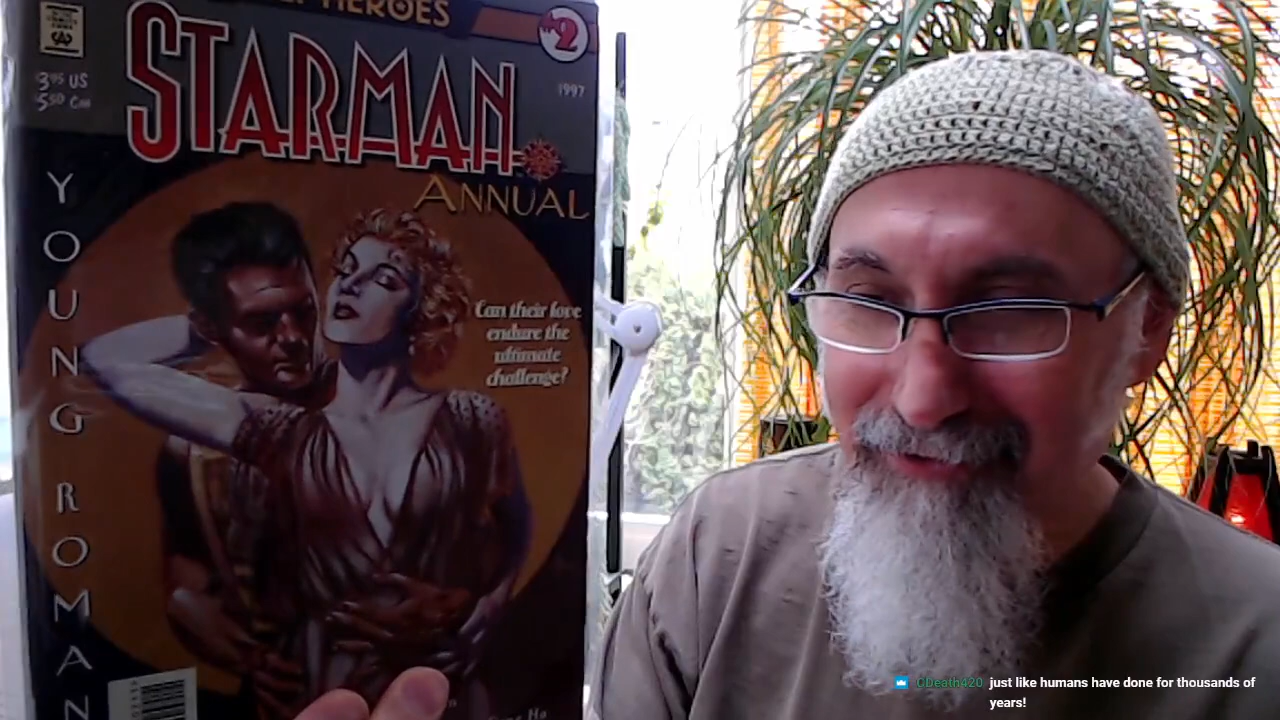 HEROES
2
STARMAN
3.95 US
5.50 CAN
1997
ANNUAL
YOUNG ROMAN
Can their love
endure the
ultimate
challenge?
CDeath420 just like humans have done for thousands of
years!